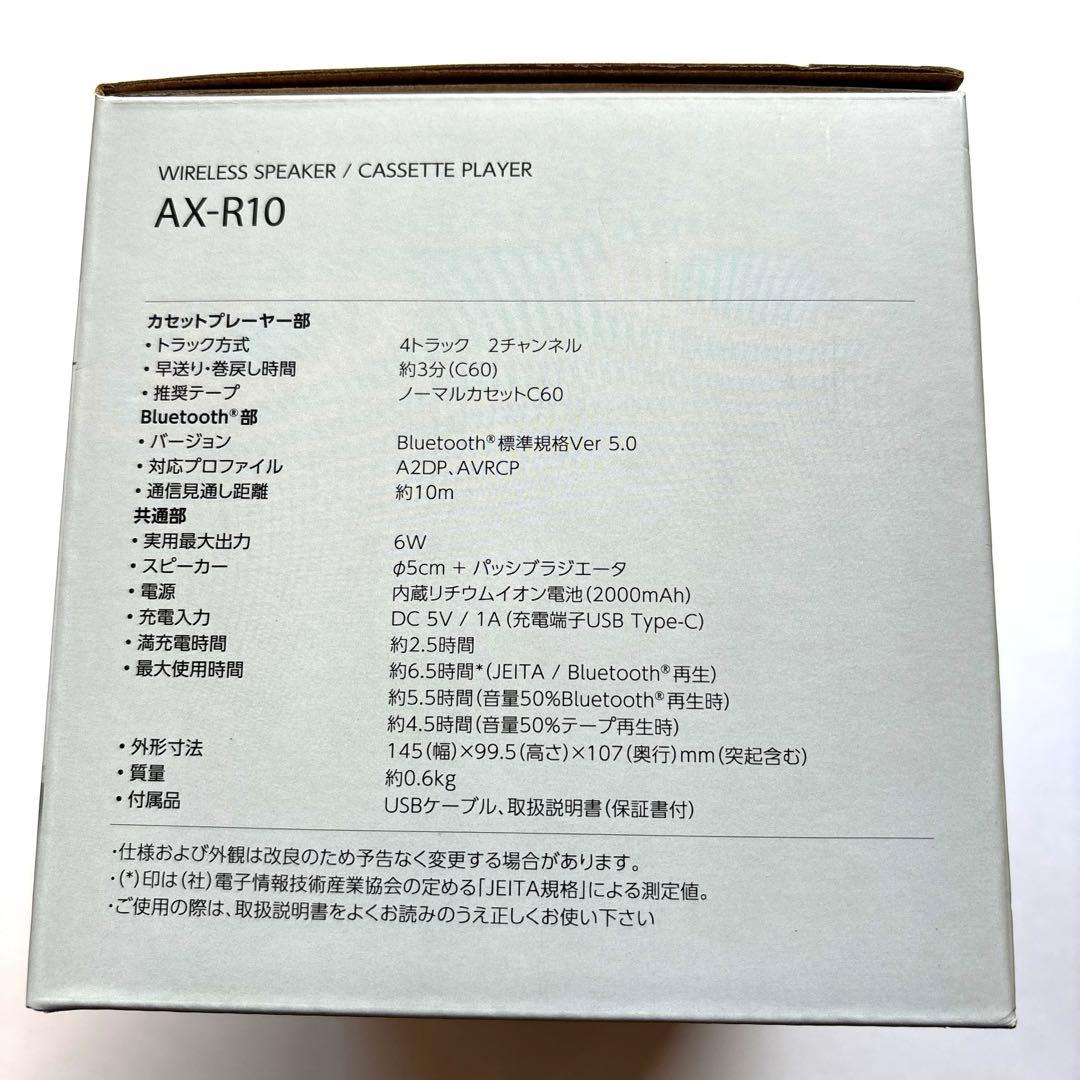 WIRELESS SPEAKER / CASSETTE PLAYER
AX-R10
カセットプレーヤー部
・トラック方式 4トラック 2チャンネル
・早送り・巻戻し時間 約3分(C60)
・推奨テープ ノーマルカセットC60
Bluetooth®部
・バージョン Bluetooth®標準規格Ver 5.0
・対応プロファイル A2DP、AVRCP
・通信見通し距離 約10m
共通部
・実用最大出力 6W
・スピーカー φ5cm + パッシブラジエータ
・電源 内蔵リチウムイオン電池(2000mAh)
・充電入力 DC 5V / 1A(充電端子USB Type-C)
・満充電時間 約2.5時間
・最大使用時間 約6.5時間*(JEITA / Bluetooth®再生)
約5.5時間(音量50%Bluetooth®再生時)
約4.5時間(音量50%テープ再生時)
・外形寸法 145(幅)×99.5(高さ)×107(奥行)mm(突起含む)
・質量 約0.6kg
・付属品 USBケーブル、取扱説明書(保証書付)
・仕様および外観は改良のため予告なく変更する場合があります。
・(*)印は(社)電子情報技術産業協会の定める「JEITA規格」による測定値。
・ご使用の際は、取扱説明書をよくお読みのうえ正しくお使い下さい